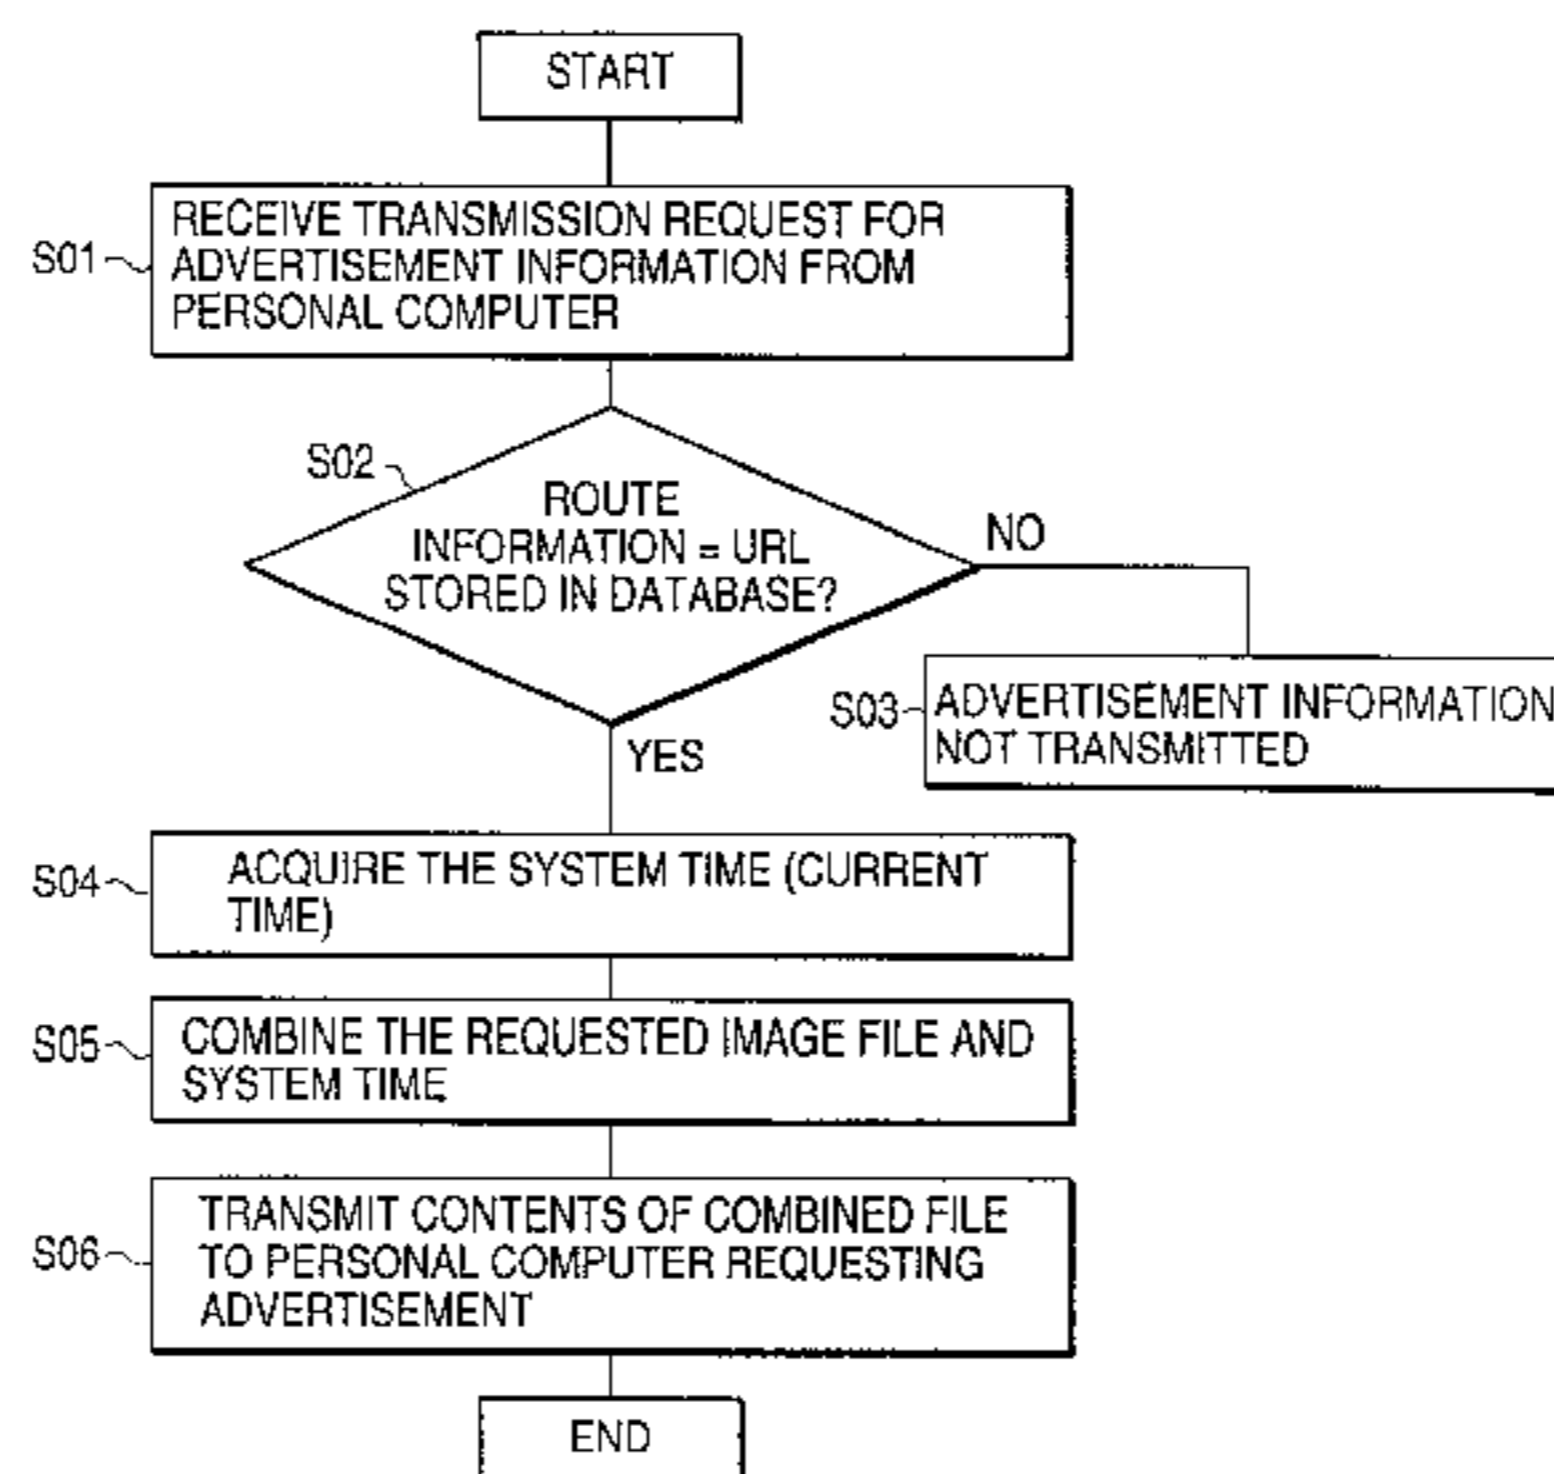 START
S01
RECEIVE TRANSMISSION REQUEST FOR
ADVERTISEMENT INFORMATION FROM
PERSONAL COMPUTER
S02
ROUTE
INFORMATION = URL
STORED IN DATABASE?
NO
S03
ADVERTISEMENT INFORMATION
NOT TRANSMITTED
YES
S04
ACQUIRE THE SYSTEM TIME (CURRENT
TIME)
S05
COMBINE THE REQUESTED IMAGE FILE AND
SYSTEM TIME
S06
TRANSMIT CONTENTS OF COMBINED FILE
TO PERSONAL COMPUTER REQUESTING
ADVERTISEMENT
END